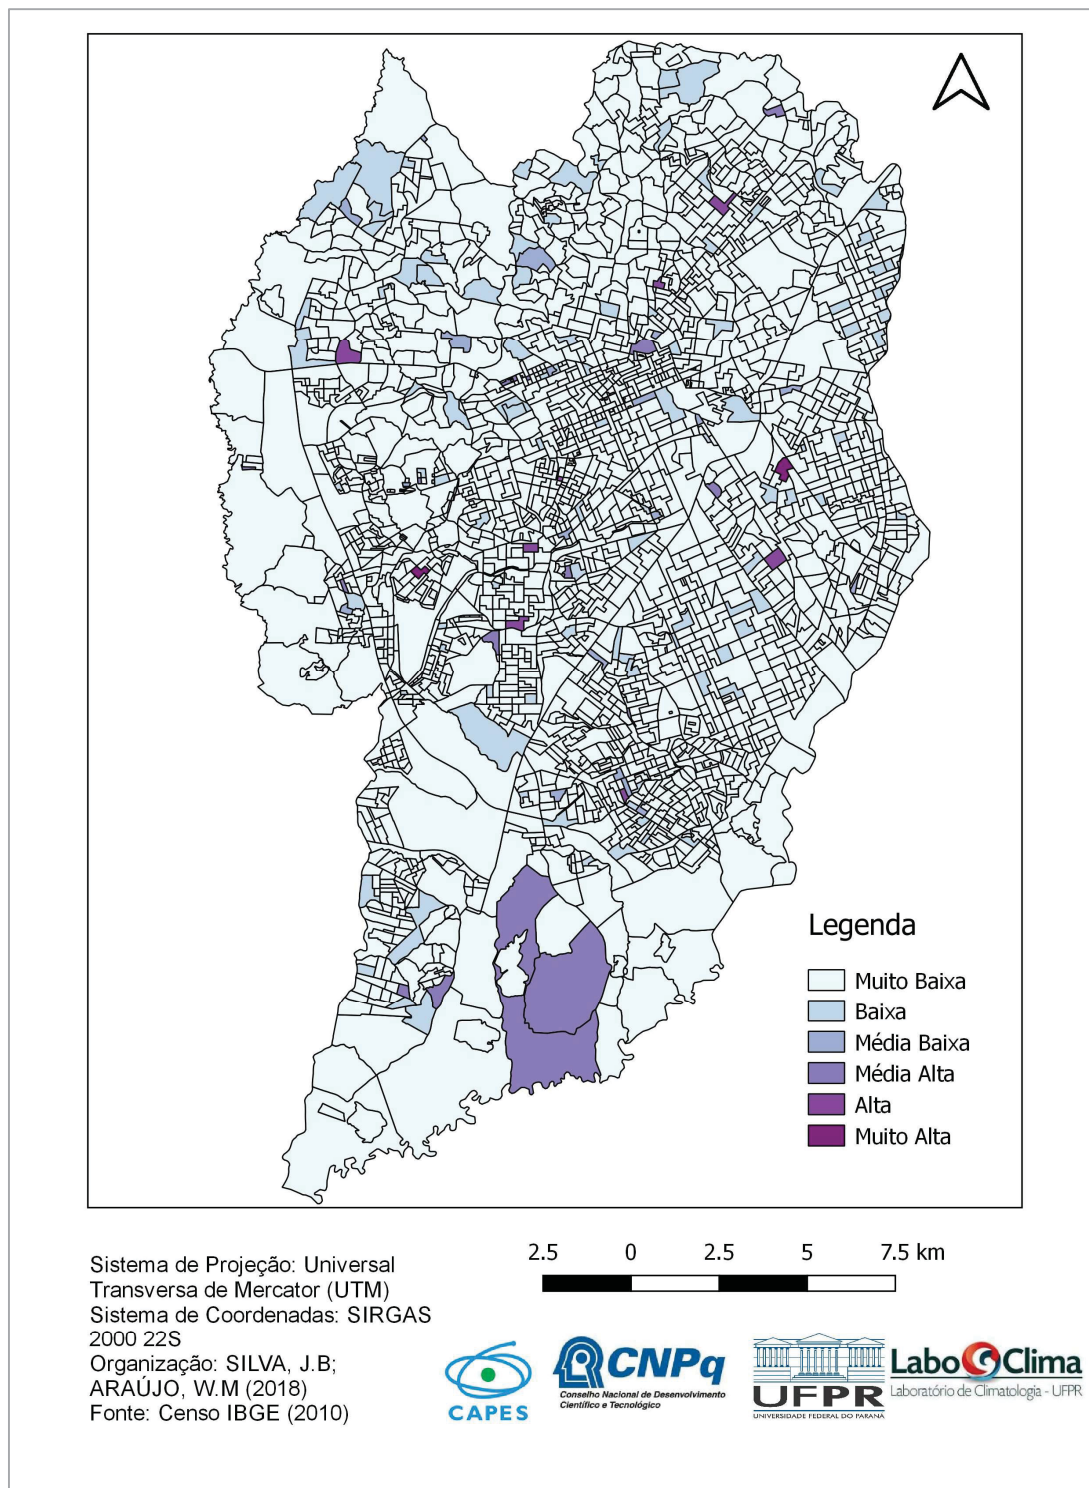 Legenda
Muito Baixa
Baixa
Média Baixa
Média Alta
Alta
Muito Alta
2.5 0 2.5 5 7.5 km
Sistema de Projeção: Universal
Transversa de Mercator (UTM)
Sistema de Coordenadas: SIRGAS
2000 22S
Organização: SILVA, J.B;
ARAÚJO, W.M (2018)
Fonte: Censo IBGE (2010)
CAPES
CNPq
Conselho Nacional de Desenvolvimento
Científico e Tecnológico
UFPR
UNIVERSIDADE FEDERAL DO PARANÁ
LaboClima
Laboratório de Climatologia - UFPR